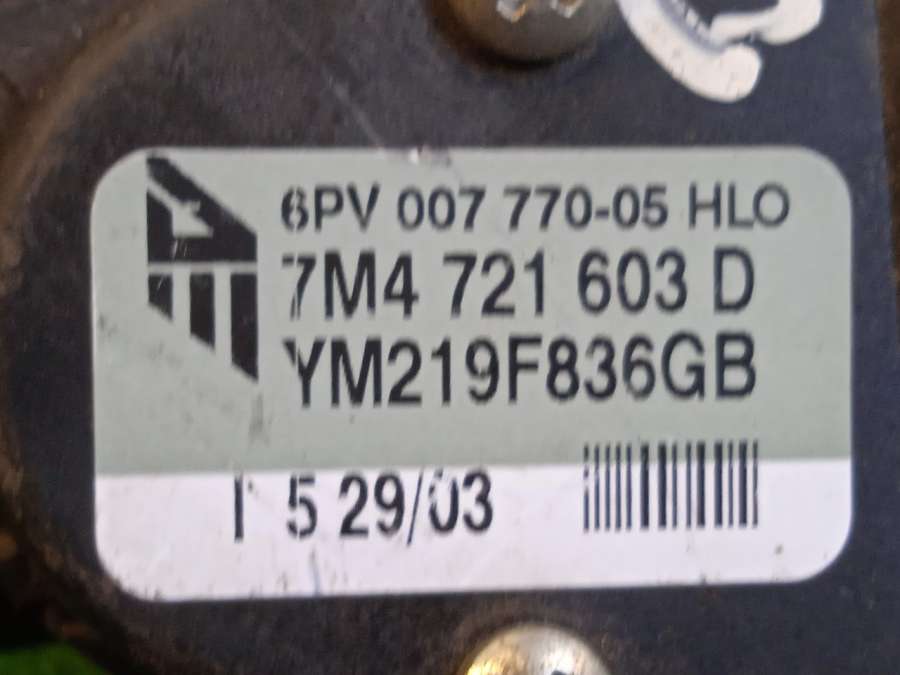 6PV 007 770-05 HLO
7M4 721 603 D
YM219F836GB
5 29/03